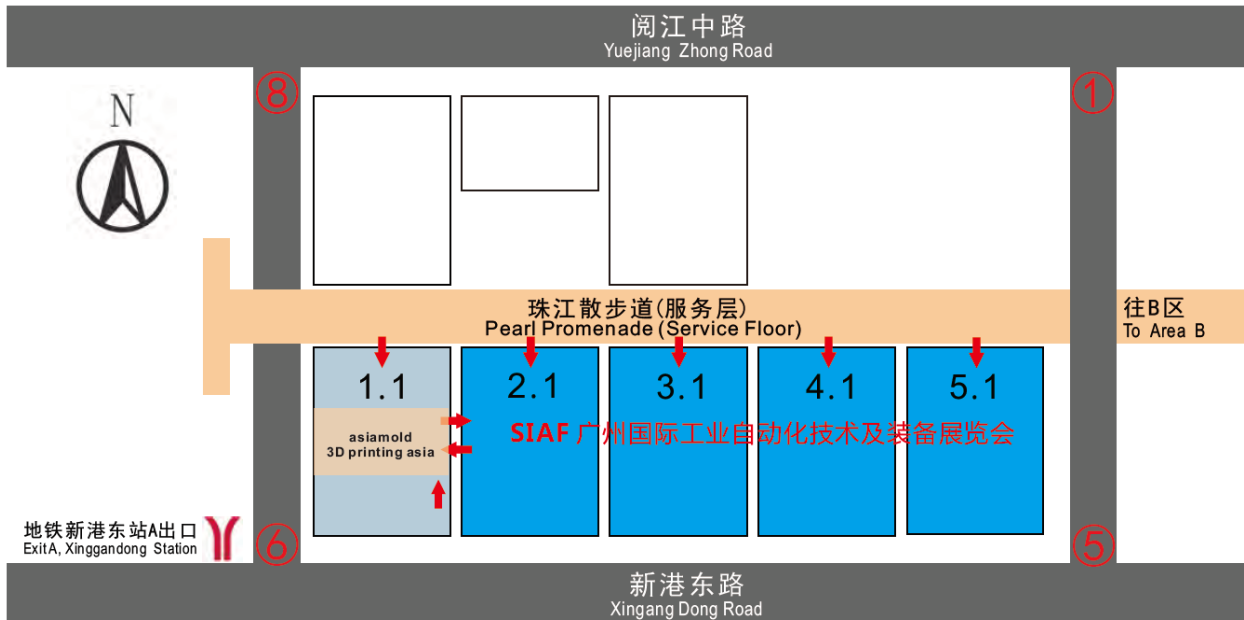 阅江中路
Yuejiang Zhong Road
⑧
①
N
珠江散步道(服务层)
Pearl Promenade (Service Floor)
往B区
To Area B
1.1
2.1
3.1
4.1
5.1
asiamold
3D printing asia
SIAF 广州国际工业自动化技术及装备展览会
地铁新港东站A出口
ExitA, Xinggandong Station
⑥
⑤
新港东路
Xingang Dong Road